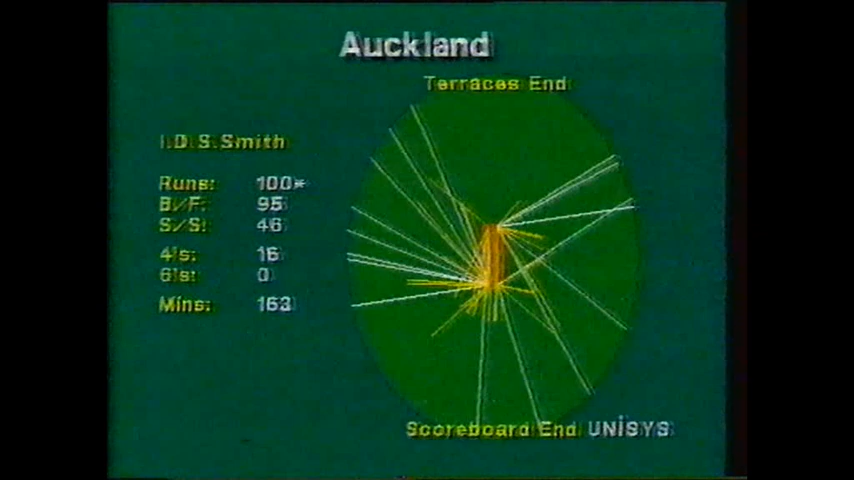 Auckland
Terraces End
I.D.S.Smith
Runs: 100*
B/F: 95
S/S: 46
4's: 16
6's: 0
Mins: 163
Scoreboard End UNiSYS